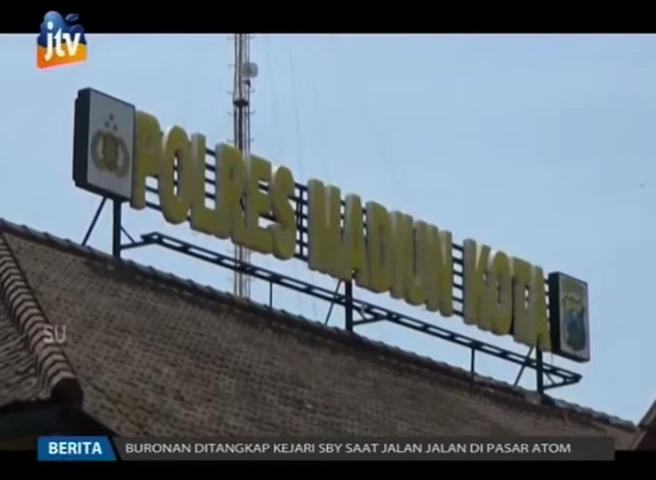 jtv
POLRES MADIUN KOTA
SU
BERITA BURONAN DITANGKAP KEJARI SBY SAAT JALAN JALAN DI PASAR ATOM